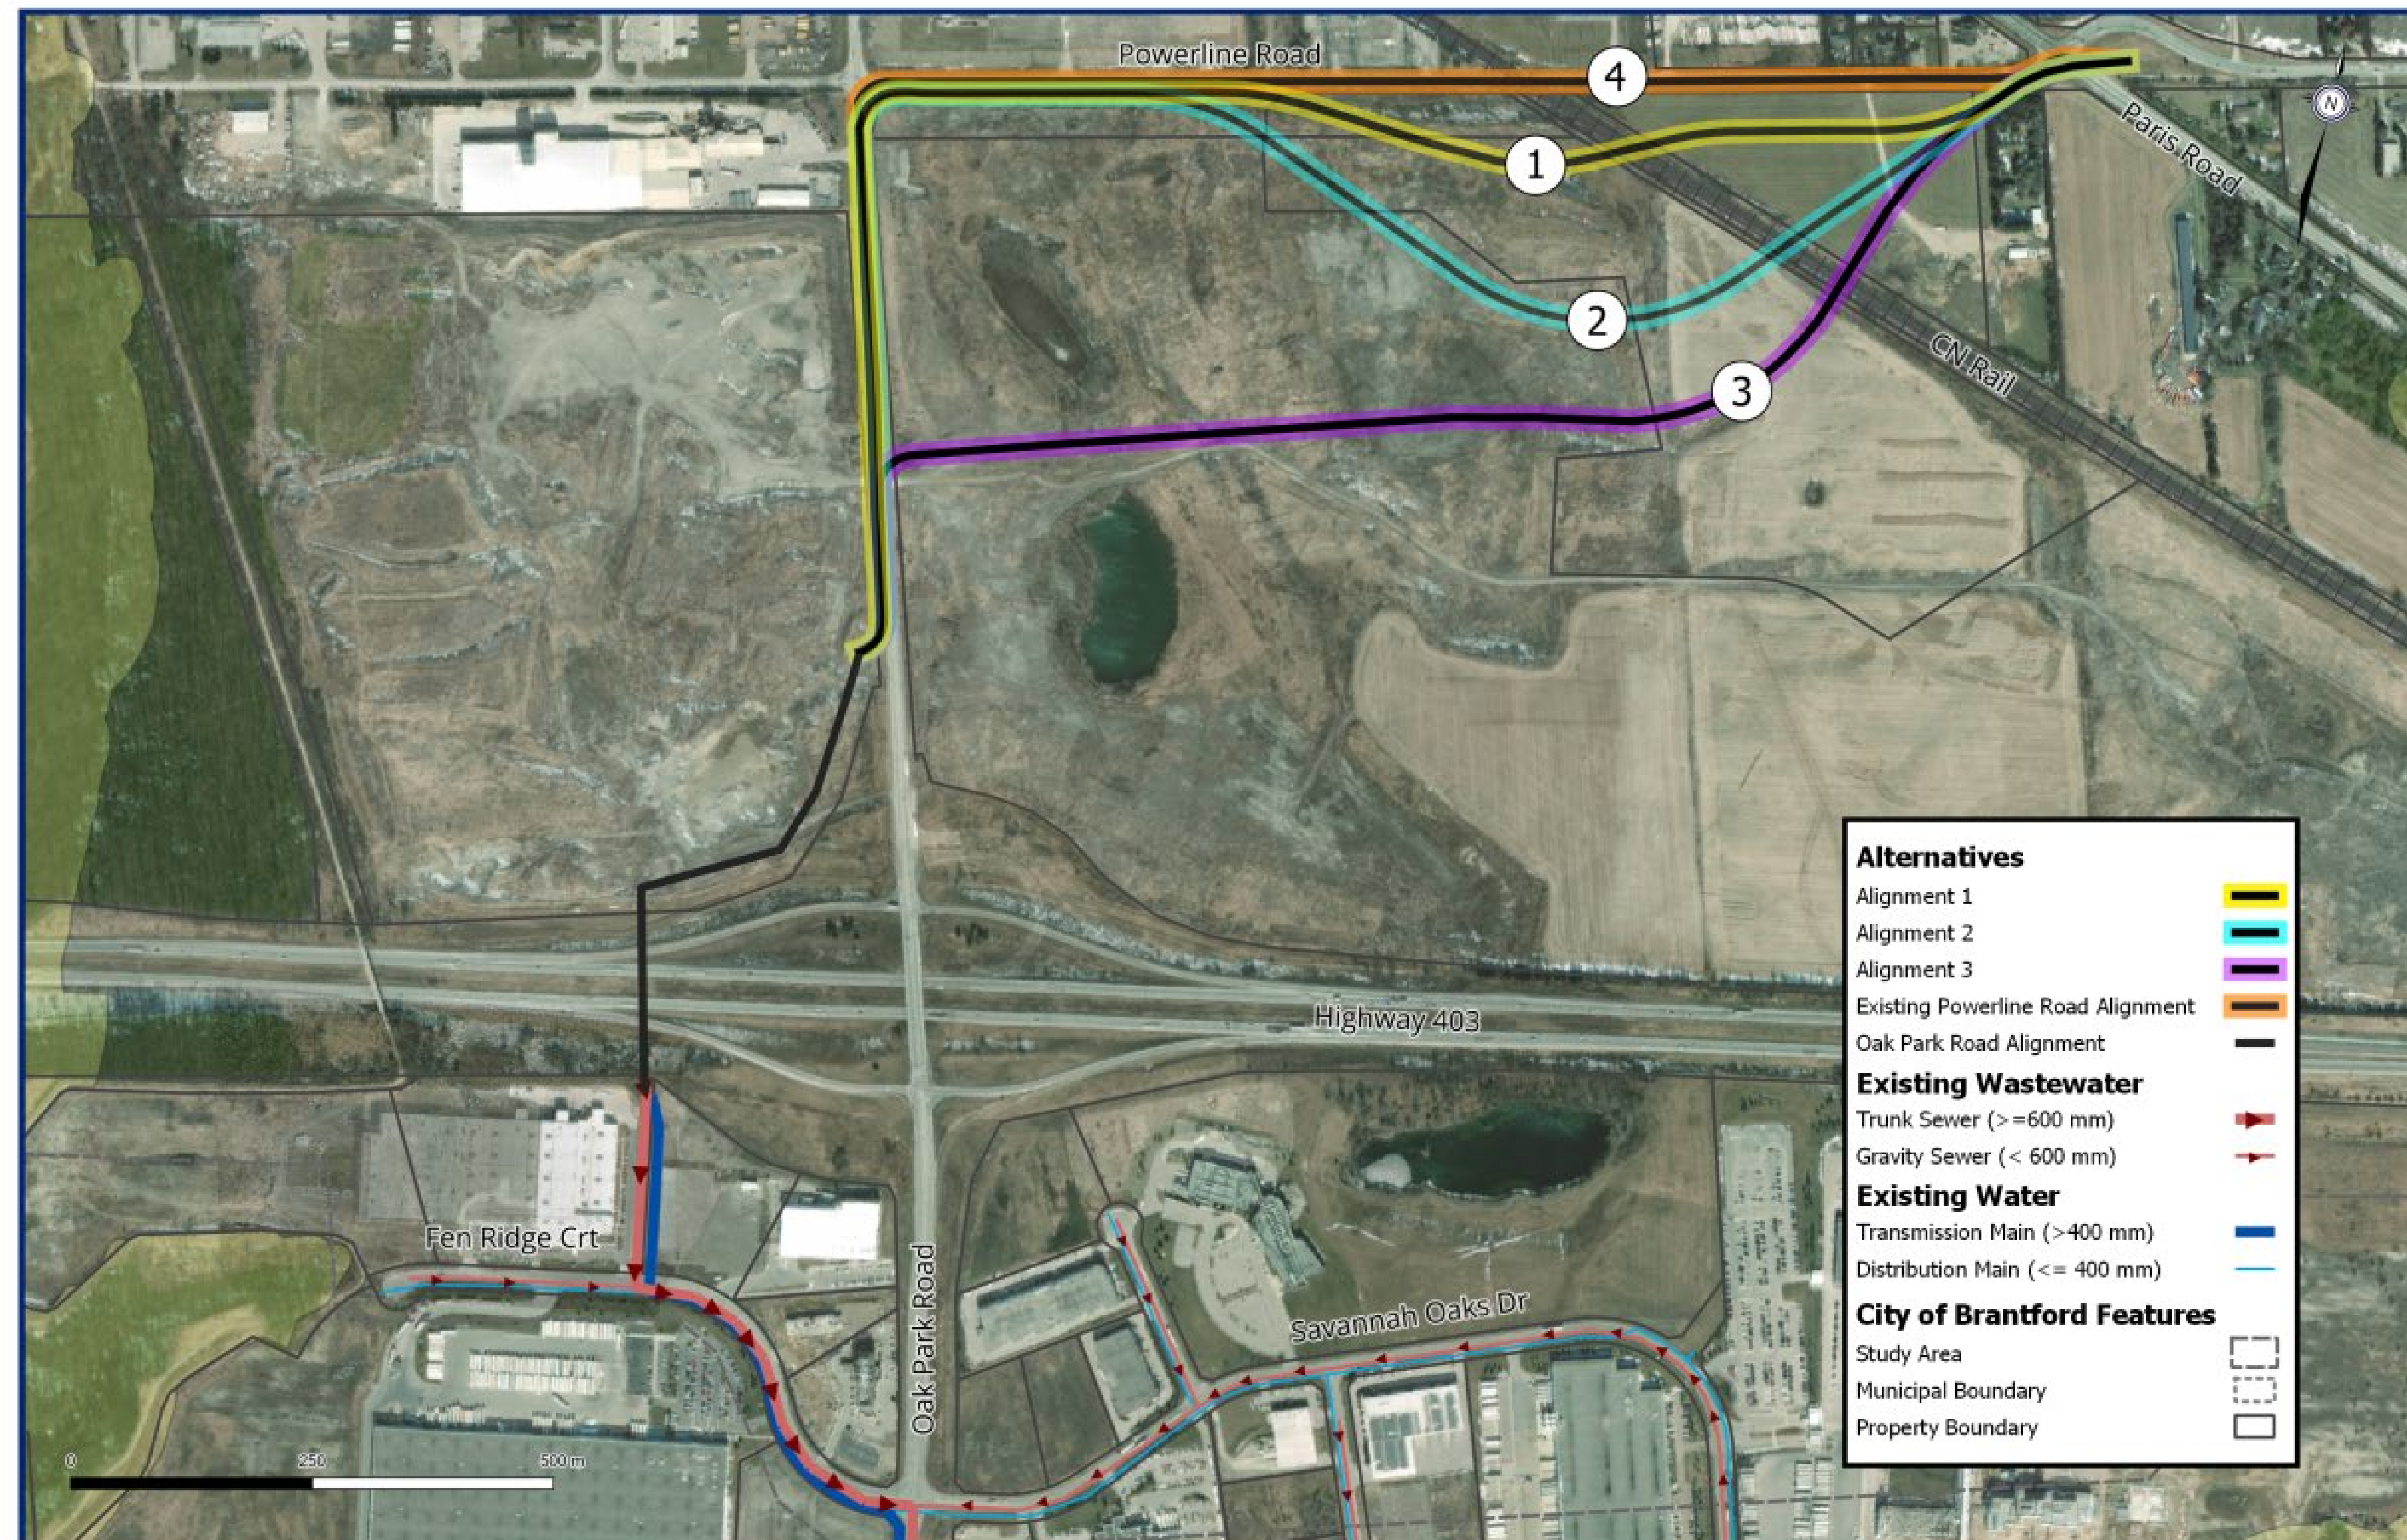 Powerline Road
4
N
Paris Road
1
2
CN Rail
3
Highway 403
Fen Ridge Crt
Oak Park Road
Savannah Oaks Dr
0 250 500 m
Alternatives
Alignment 1
Alignment 2
Alignment 3
Existing Powerline Road Alignment
Oak Park Road Alignment
Existing Wastewater
Trunk Sewer (>=600 mm)
Gravity Sewer (< 600 mm)
Existing Water
Transmission Main (>400 mm)
Distribution Main (<= 400 mm)
City of Brantford Features
Study Area
Municipal Boundary
Property Boundary